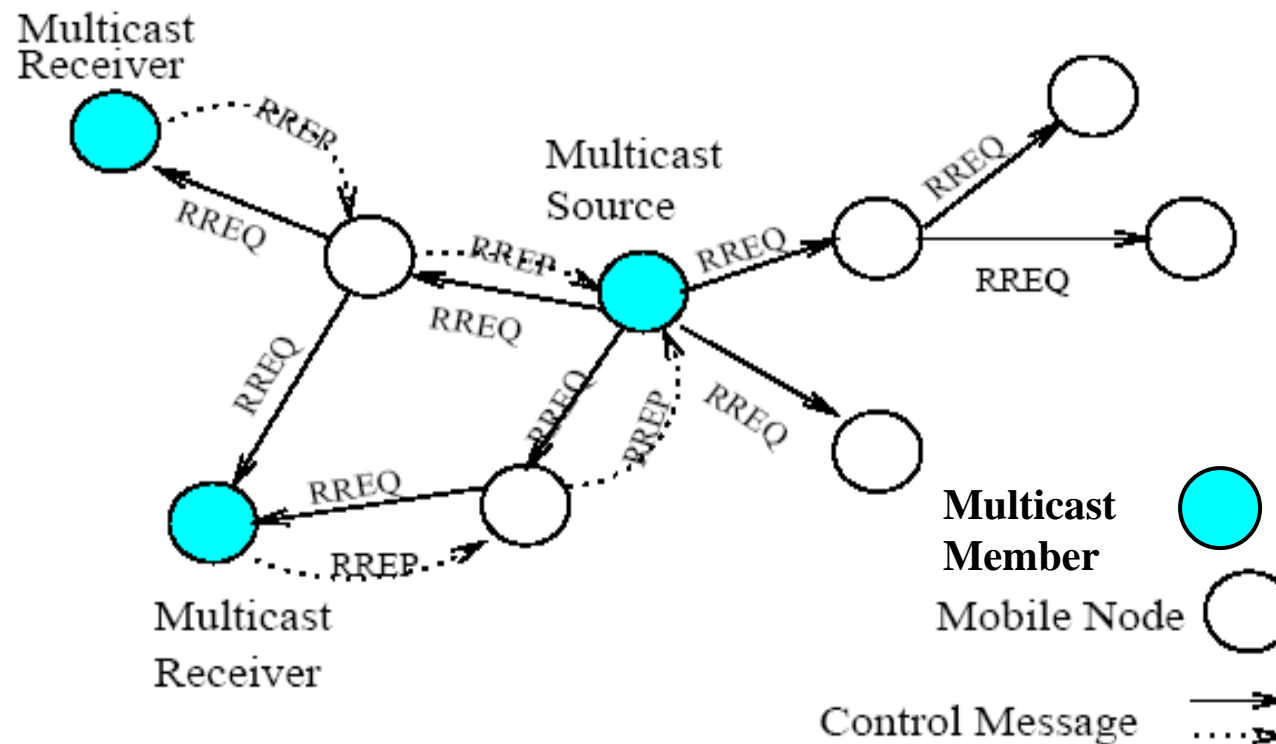 Multicast
Receiver
RREP
RREQ
Multicast
Source
RREP
RREQ
RREQ
RREQ
RREQ
RREQ
RREQ
RREP
RREQ
RREQ
RREP
Multicast
Receiver
Multicast
Member
Mobile Node
Control Message